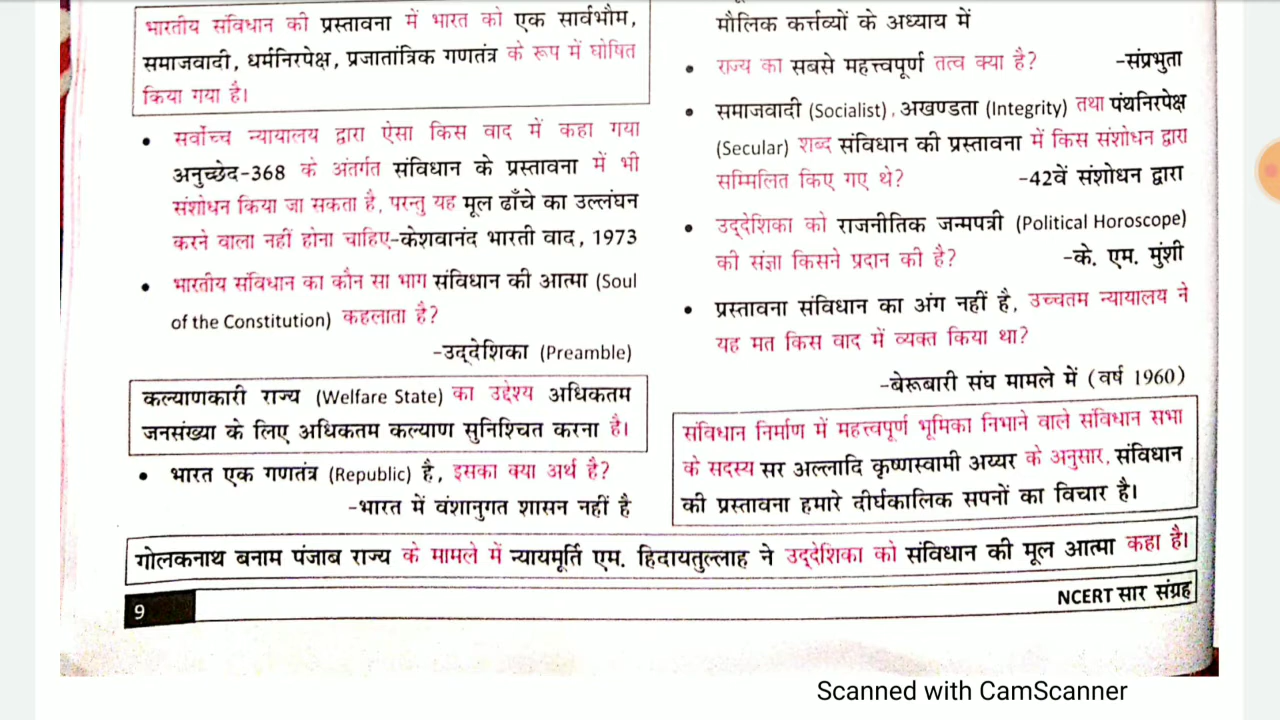 भारतीय संविधान की प्रस्तावना में भारत को एक सार्वभौम,
समाजवादी, धर्मनिरपेक्ष, प्रजातांत्रिक गणतंत्र के रूप में घोषित
किया गया है।
• सर्वोच्च न्यायालय द्वारा ऐसा किस वाद में कहा गया
अनुच्छेद-368 के अंतर्गत संविधान के प्रस्तावना में भी
संशोधन किया जा सकता है, परन्तु यह मूल ढाँचे का उल्लंघन
करने वाला नहीं होना चाहिए-केशवानंद भारती वाद, 1973
• भारतीय संविधान का कौन सा भाग संविधान की आत्मा (Soul
of the Constitution) कहलाता है?
-उद्देशिका (Preamble)
कल्याणकारी राज्य (Welfare State) का उद्देश्य अधिकतम
जनसंख्या के लिए अधिकतम कल्याण सुनिश्चित करना है।
• भारत एक गणतंत्र (Republic) है, इसका क्या अर्थ है?
-भारत में वंशानुगत शासन नहीं है
मौलिक कर्त्तव्यों के अध्याय में
• राज्य का सबसे महत्त्वपूर्ण तत्व क्या है? -संप्रभुता
• समाजवादी (Socialist), अखण्डता (Integrity) तथा पंथनिरपेक्ष
(Secular) शब्द संविधान की प्रस्तावना में किस संशोधन द्वारा
सम्मिलित किए गए थे? -42वें संशोधन द्वारा
• उद्देशिका को राजनीतिक जन्मपत्री (Political Horoscope)
की संज्ञा किसने प्रदान की है? -के. एम. मुंशी
• प्रस्तावना संविधान का अंग नहीं है, उच्चतम न्यायालय ने
यह मत किस वाद में व्यक्त किया था?
-बेरूबारी संघ मामले में (वर्ष 1960)
संविधान निर्माण में महत्त्वपूर्ण भूमिका निभाने वाले संविधान सभा
के सदस्य सर अल्लादि कृष्णस्वामी अय्यर के अनुसार, संविधान
की प्रस्तावना हमारे दीर्घकालिक सपनों का विचार है।
गोलकनाथ बनाम पंजाब राज्य के मामले में न्यायमूर्ति एम. हिदायतुल्लाह ने उद्देशिका को संविधान की मूल आत्मा कहा है।
9
NCERT सार संग्रह
Scanned with CamScanner